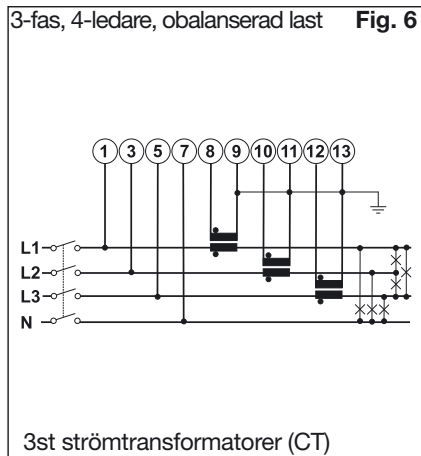 3-fas, 4-ledare, obalanserad last Fig. 6
1 3 5 7 8 9 10 11 12 13
L1
L2
L3
N
3st strömtransformatorer (CT)